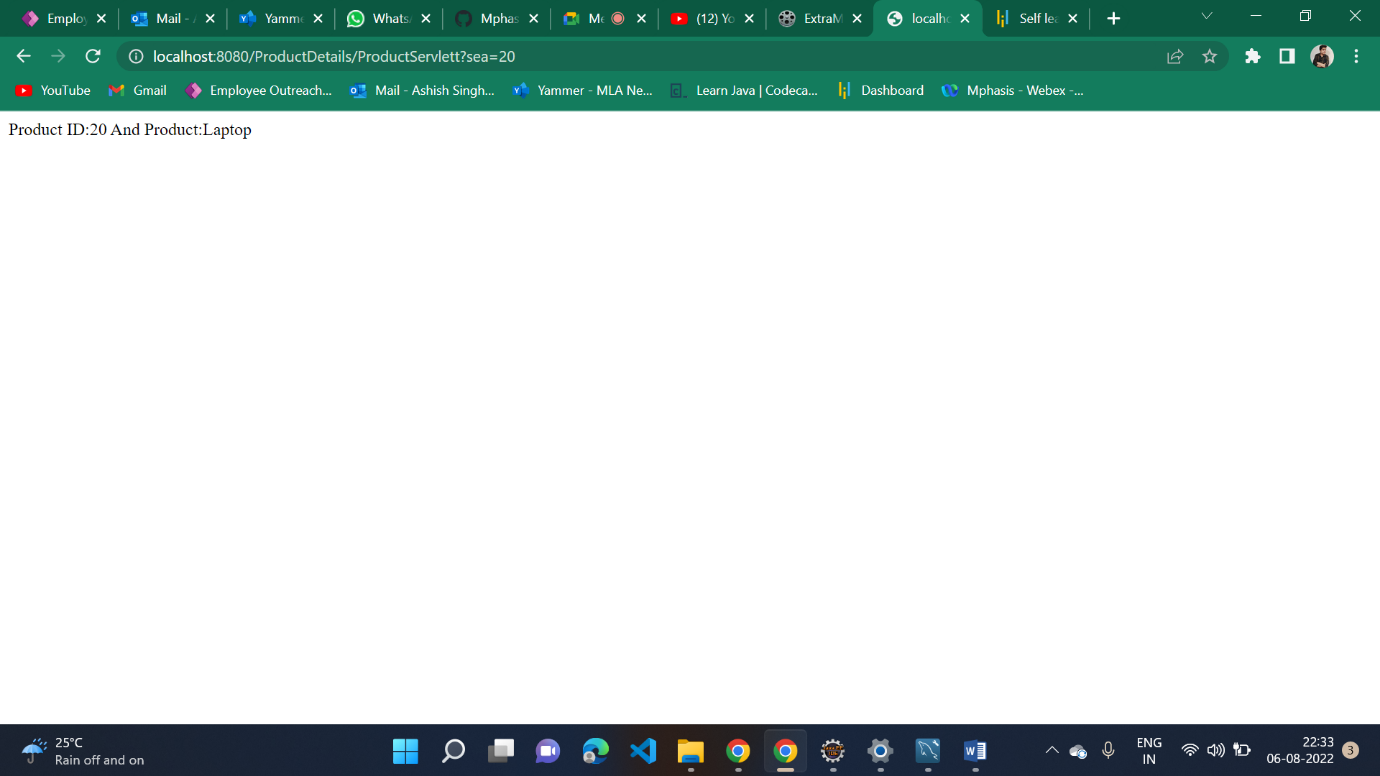 Employ
Mail - A
Yamme
Whats
Mphas
Me
(12) Yo
ExtraM
localho
Self lea
localhost:8080/ProductDetails/ProductServlett?sea=20
YouTube
Gmail
Employee Outreach...
Mail - Ashish Singh...
Yammer - MLA Ne...
Learn Java | Codeca...
Dashboard
Mphasis - Webex -...
Product ID:20 And Product:Laptop
25°C
Rain off and on
ENG
IN
22:33
06-08-2022
3